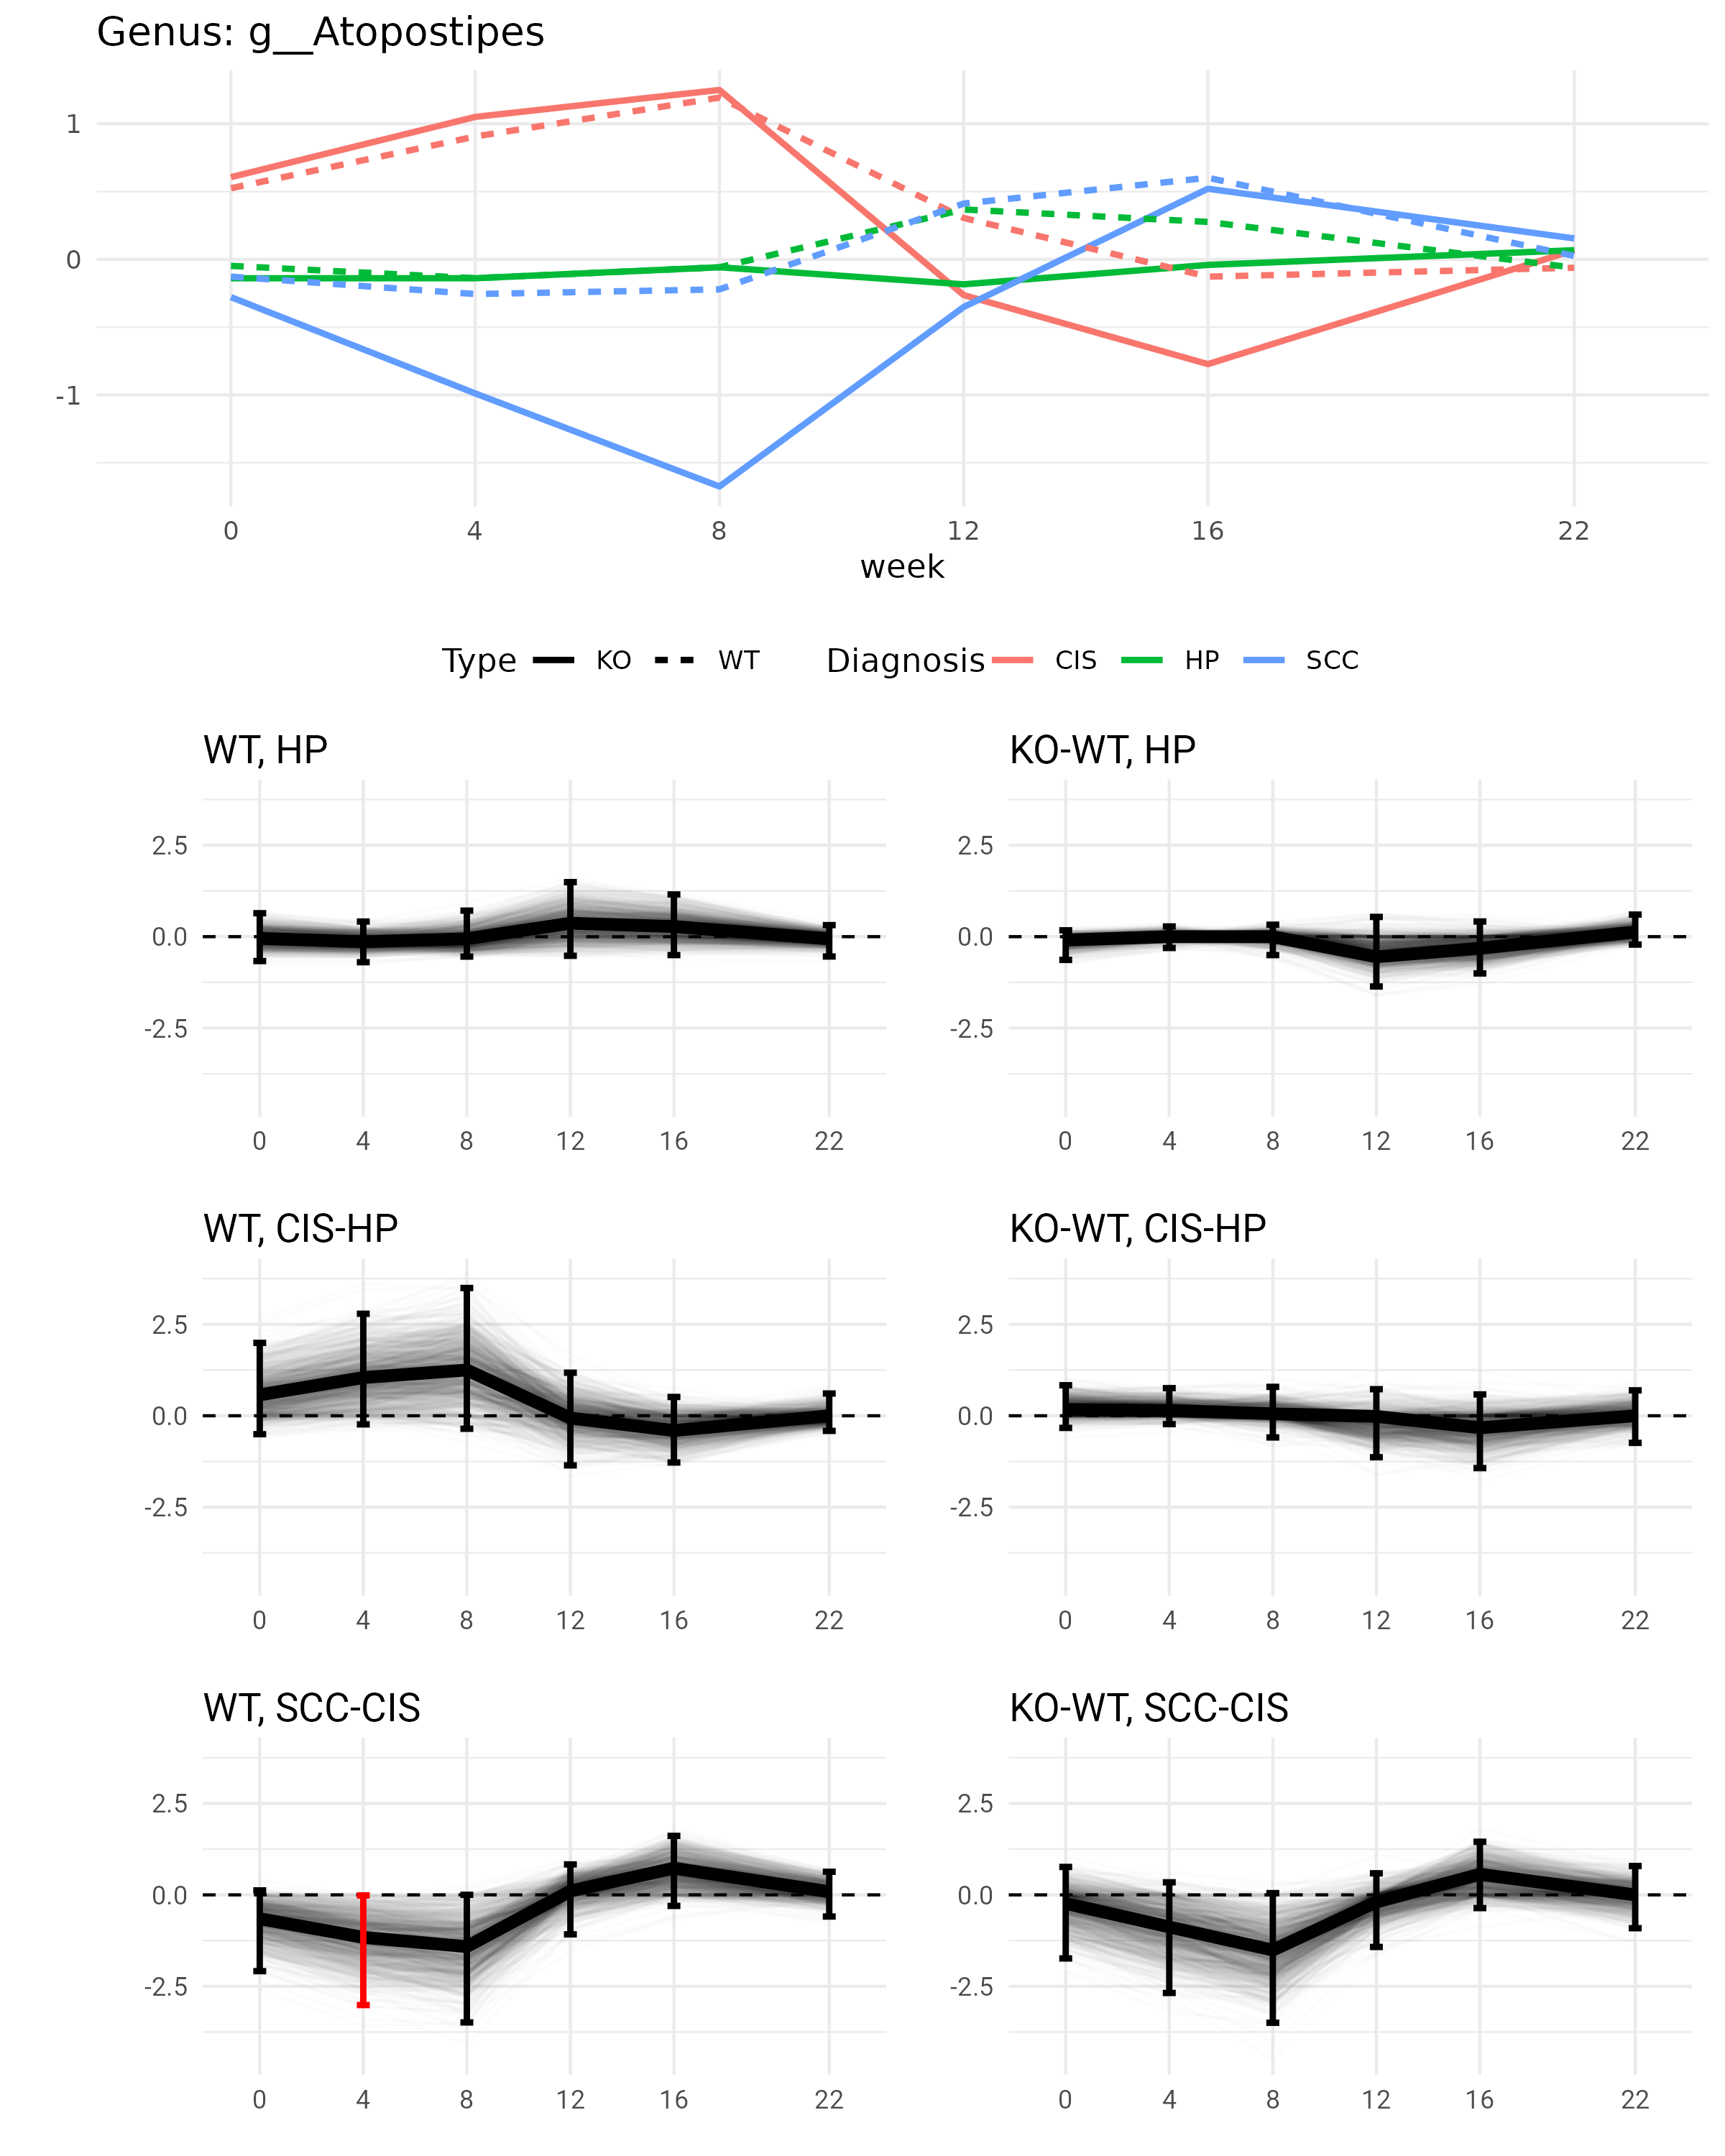 Genus: g__Atopostipes
1
0
-1
0 4 8 12 16 22
week
Type KO WT Diagnosis CIS HP SCC
WT, HP KO-WT, HP
2.5 2.5
0.0 0.0
-2.5 -2.5
0 4 8 12 16 22 0 4 8 12 16 22
WT, CIS-HP KO-WT, CIS-HP
2.5 2.5
0.0 0.0
-2.5 -2.5
0 4 8 12 16 22 0 4 8 12 16 22
WT, SCC-CIS KO-WT, SCC-CIS
2.5 2.5
0.0 0.0
-2.5 -2.5
0 4 8 12 16 22 0 4 8 12 16 22